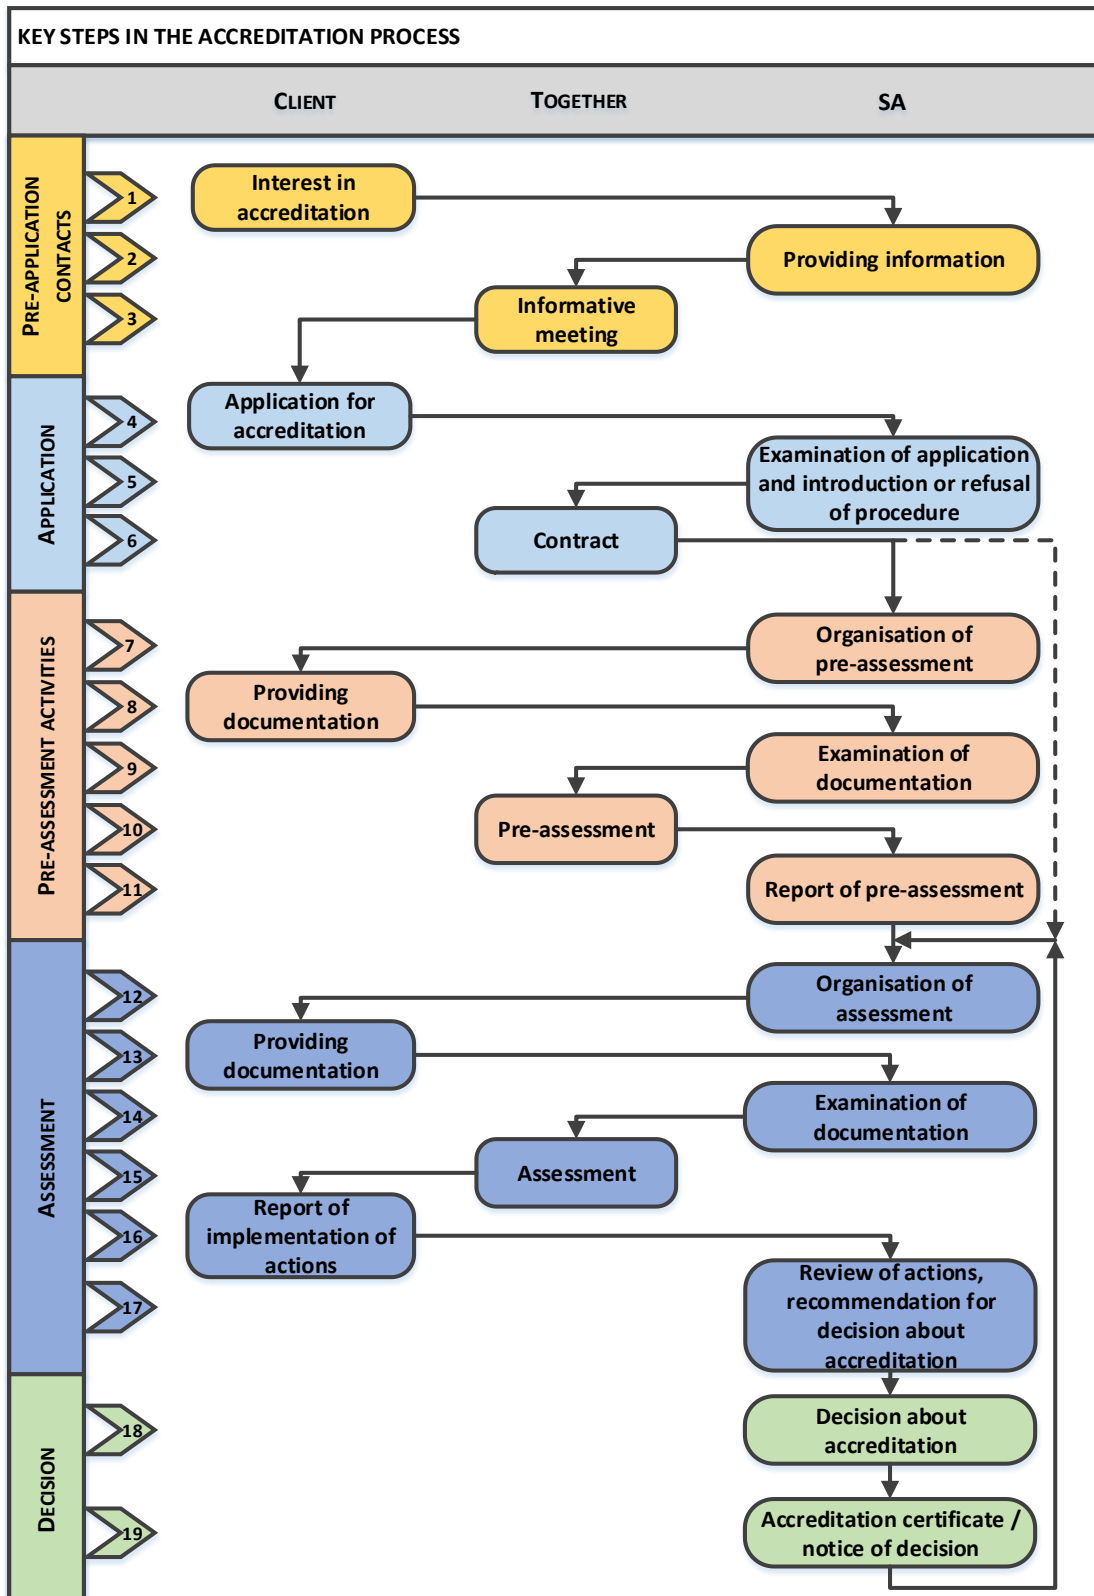 KEY STEPS IN THE ACCREDITATION PROCESS
CLIENT
TOGETHER
SA
PRE-APPLICATION
CONTACTS
1
Interest in
accreditation
2
Providing information
3
Informative
meeting
APPLICATION
4
Application for
accreditation
5
Examination of application
and introduction or refusal
of procedure
6
Contract
PRE-ASSESSMENT ACTIVITIES
7
Organisation of
pre-assessment
8
Providing
documentation
9
Examination of
documentation
10
Pre-assessment
11
Report of pre-assessment
ASSESSMENT
12
Organisation of
assessment
13
Providing
documentation
14
Examination of
documentation
15
Assessment
16
Report of
implementation of
actions
17
Review of actions,
recommendation for
decision about
accreditation
DECISION
18
Decision about
accreditation
19
Accreditation certificate /
notice of decision